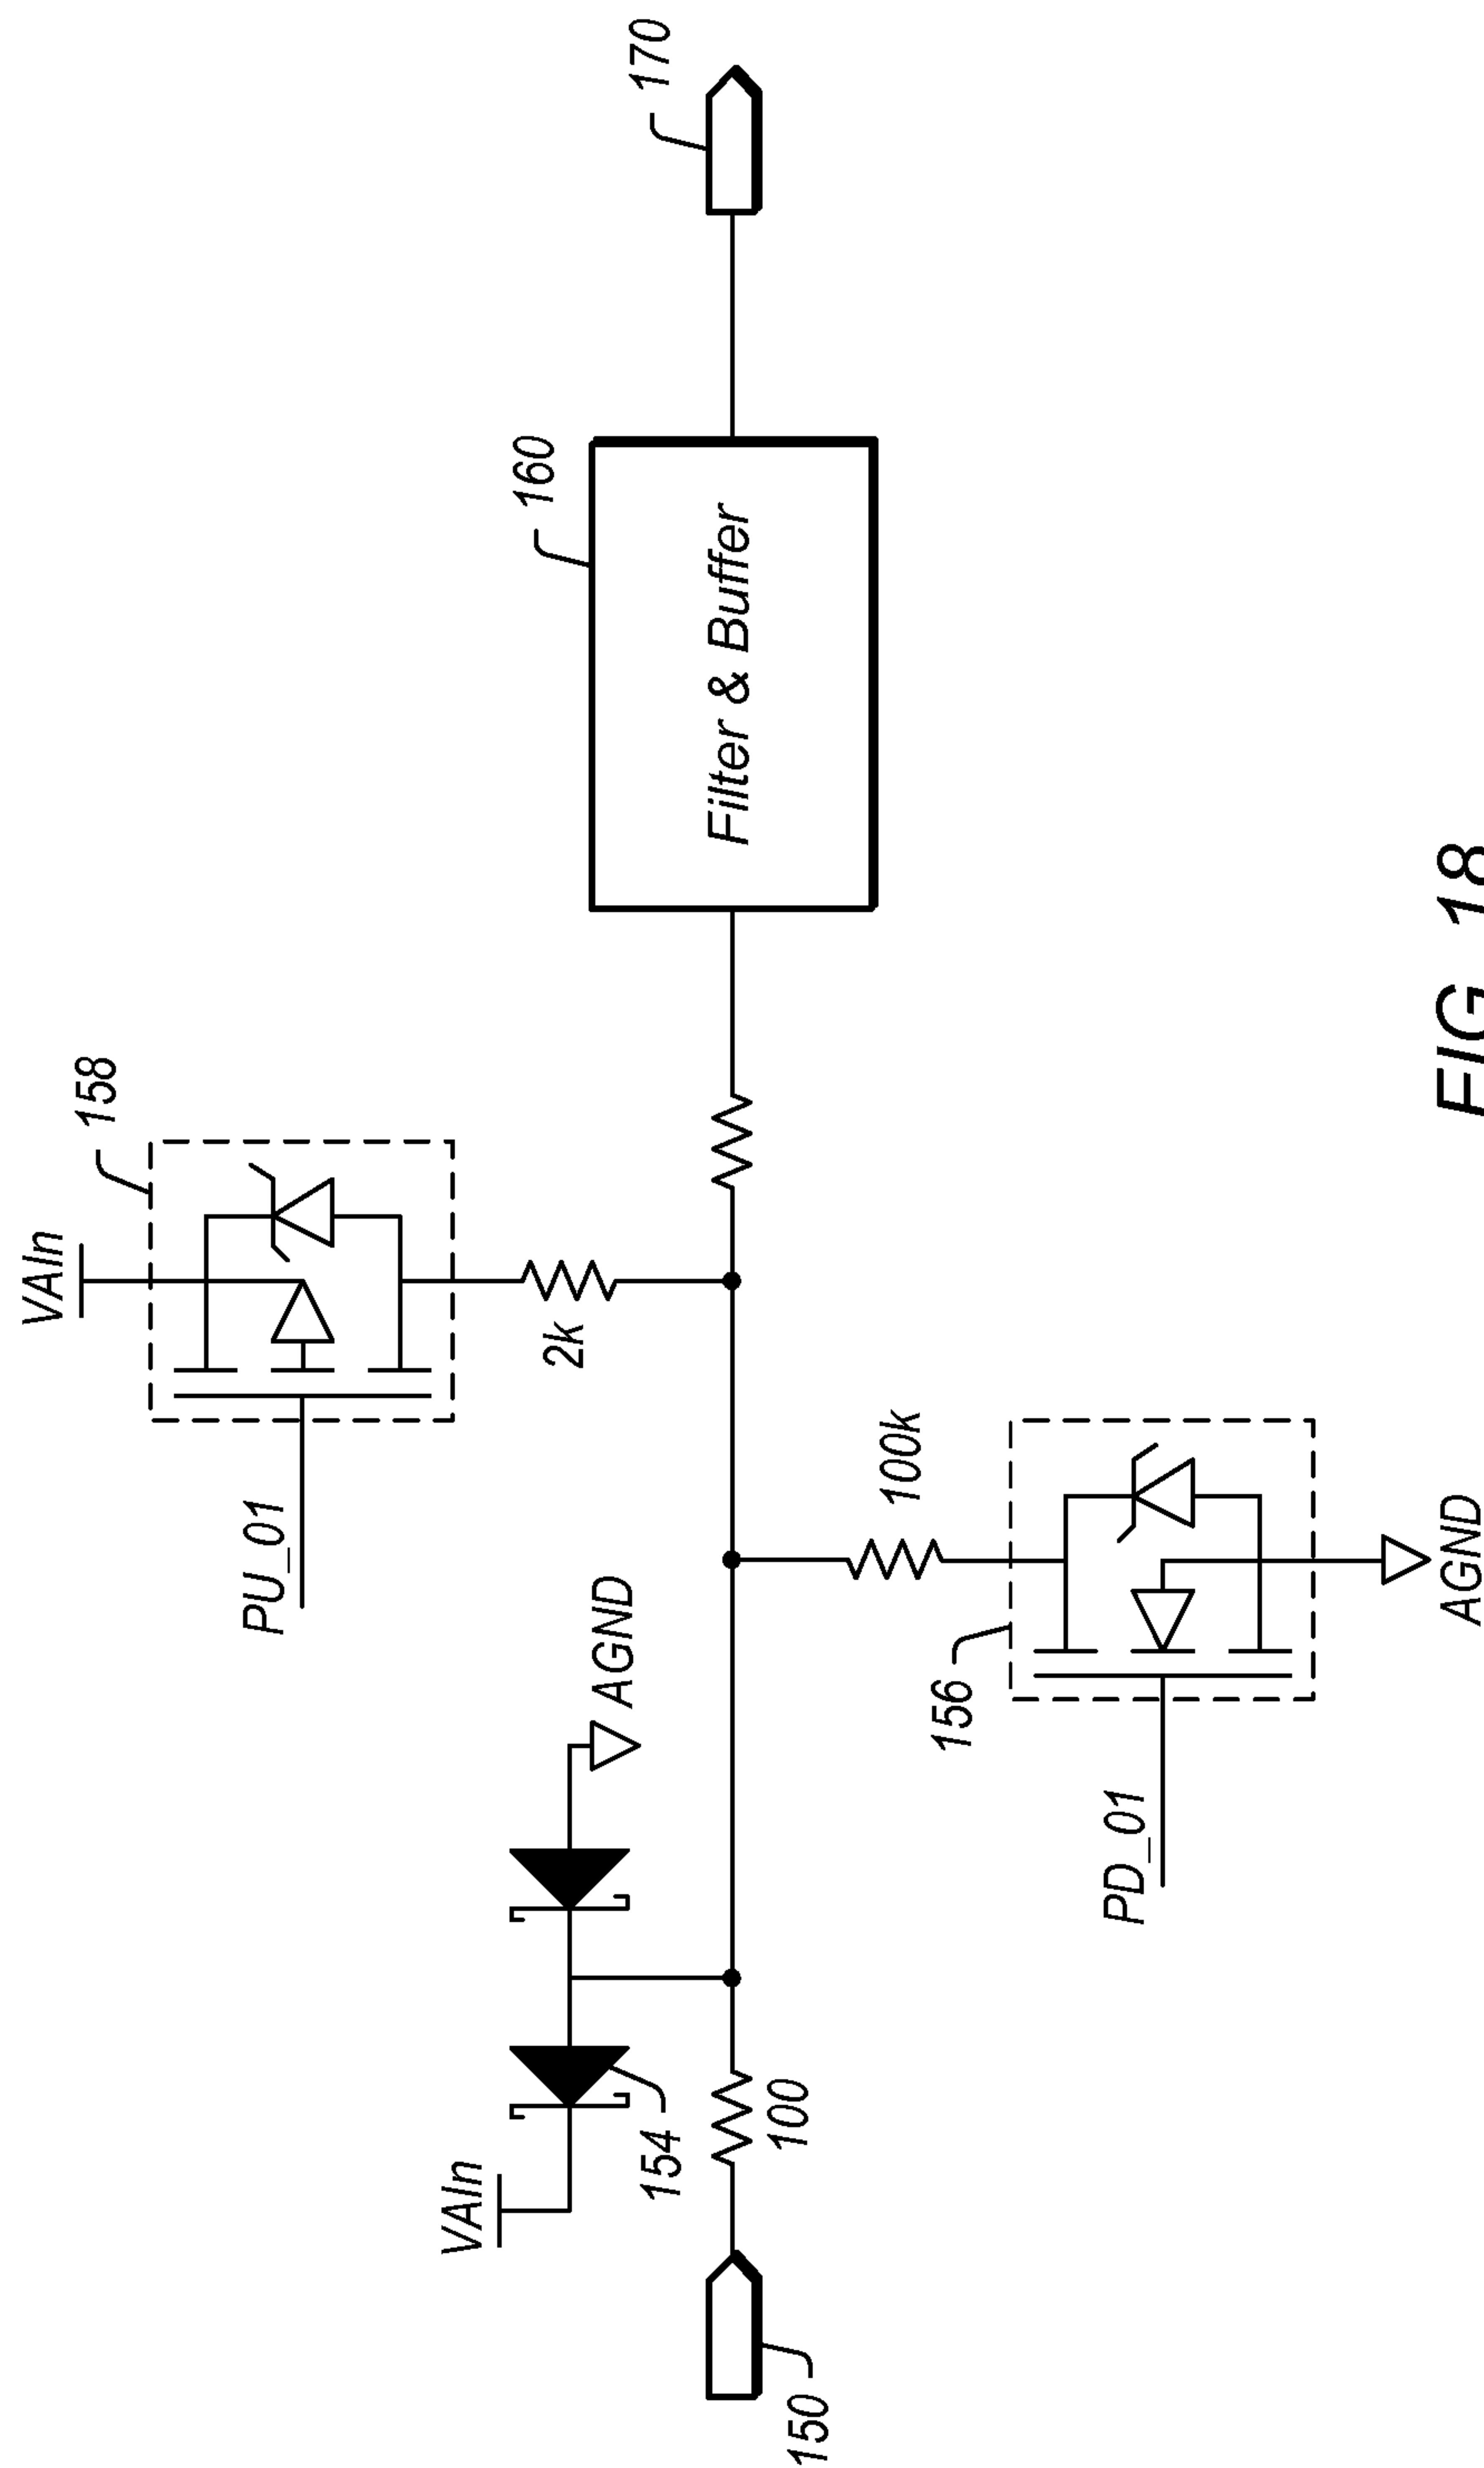 VAIn
158
PU_01
VAIn
160
2k
AGND
170
154
Filter & Buffer
100
150
100k
156
PD_01
AGND
FIG 18